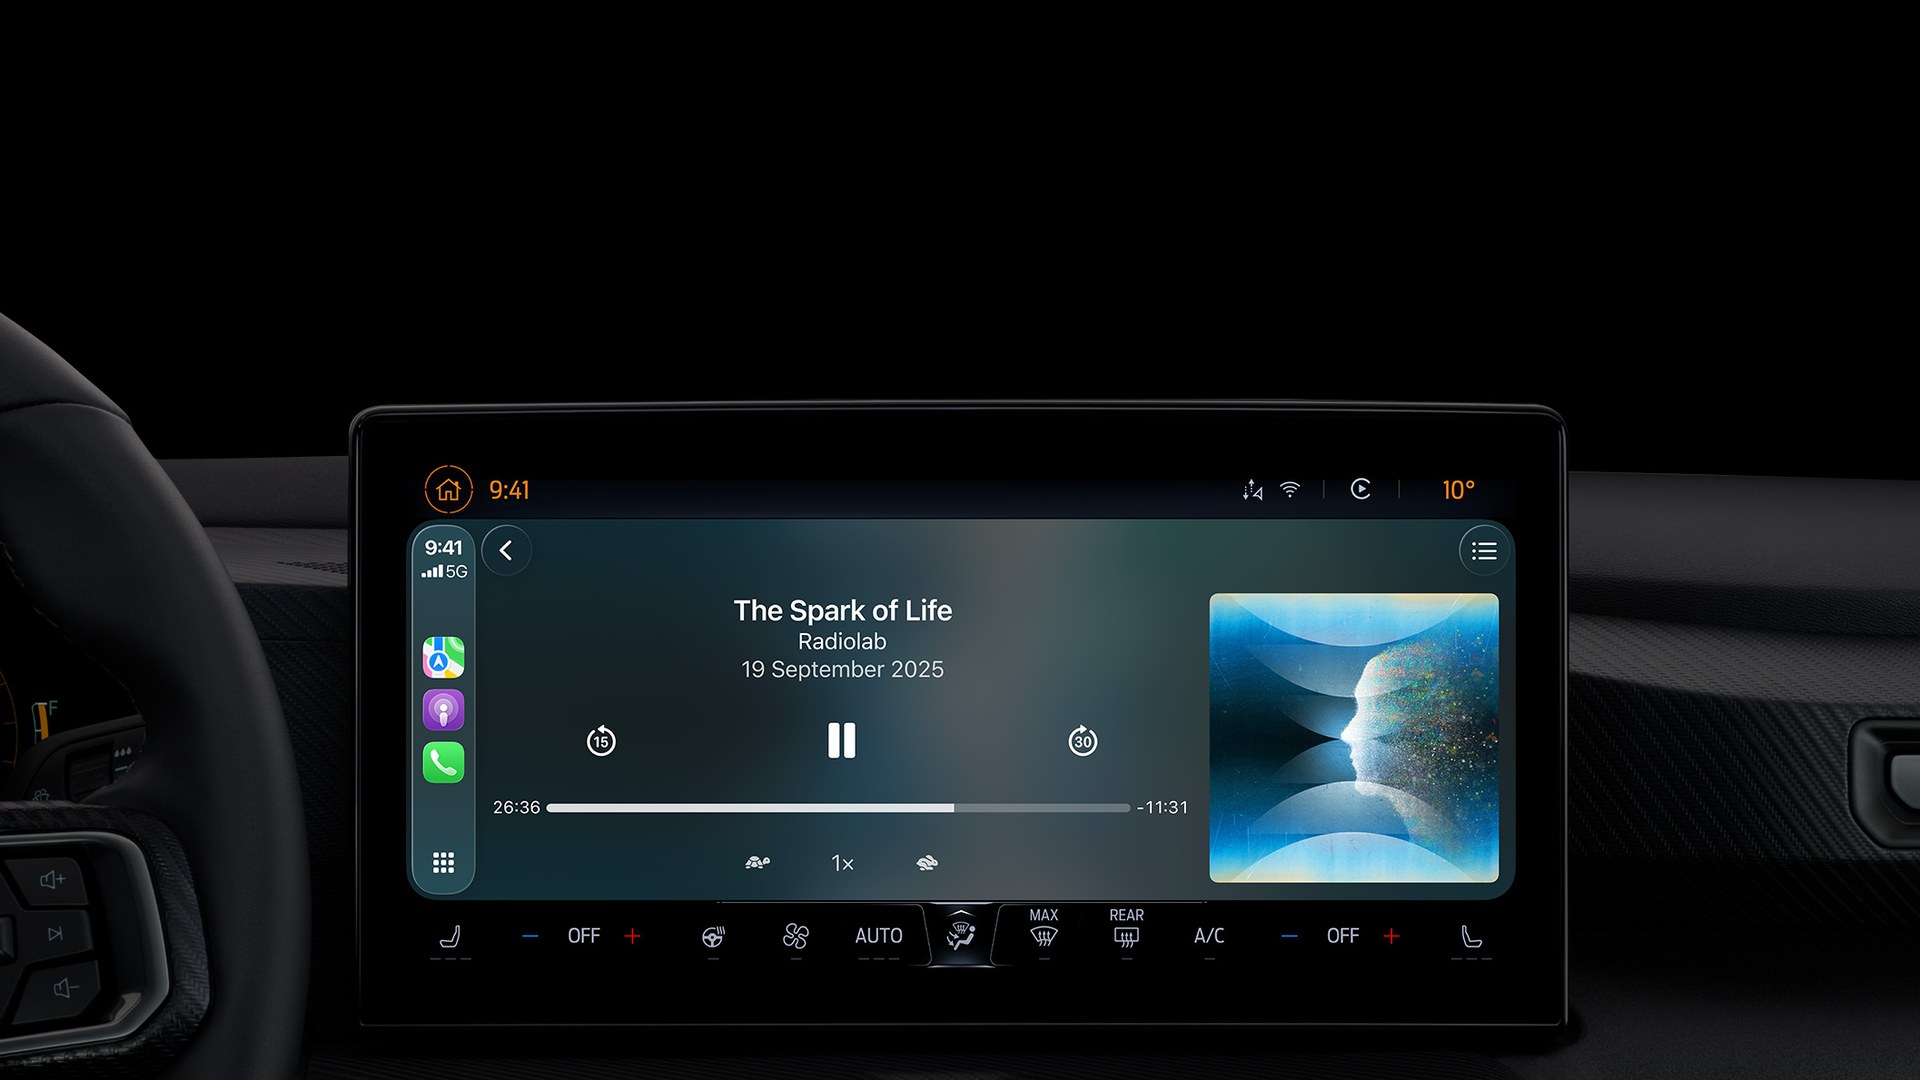 9:41
10°
9:41
5G
The Spark of Life
Radiolab
19 September 2025
15
30
26:36
-11:31
1×
F
OFF
AUTO
MAX
REAR
A/C
OFF